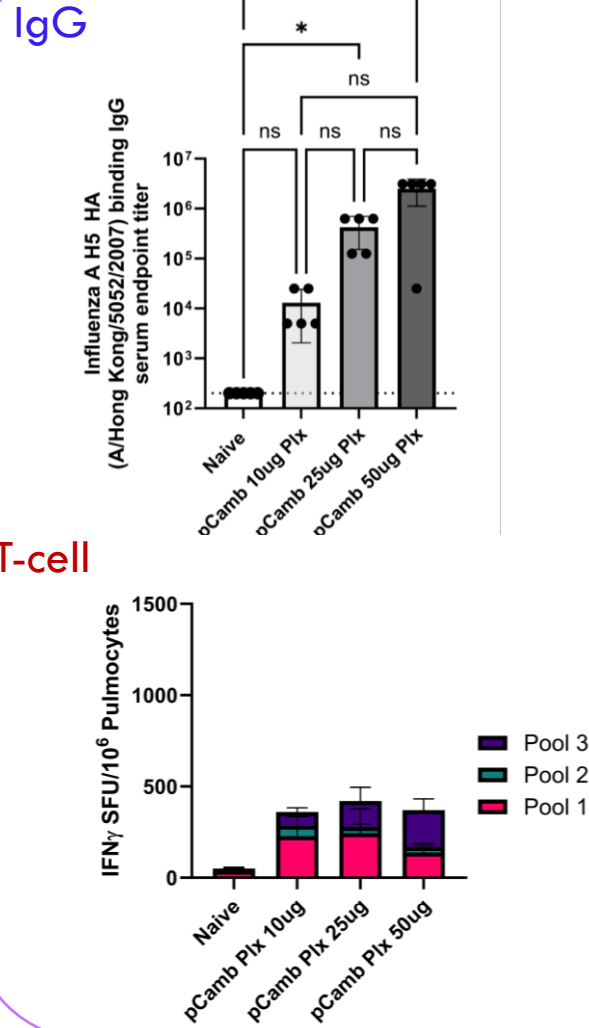 IgG
*
ns
ns
ns
ns
Influenza A H5 HA
(A/Hong Kong/5052/2007) binding IgG
serum endpoint titer
10⁷
10⁶
10⁵
10⁴
10³
10²
Naive
pCamb 10ug Plx
pCamb 25ug Plx
pCamb 50ug Plx
T-cell
IFNγ SFU/10⁶ Pulmocytes
1500
1000
500
0
Pool 3
Pool 2
Pool 1
Naive
pCamb Plx 10ug
pCamb Plx 25ug
pCamb Plx 50ug